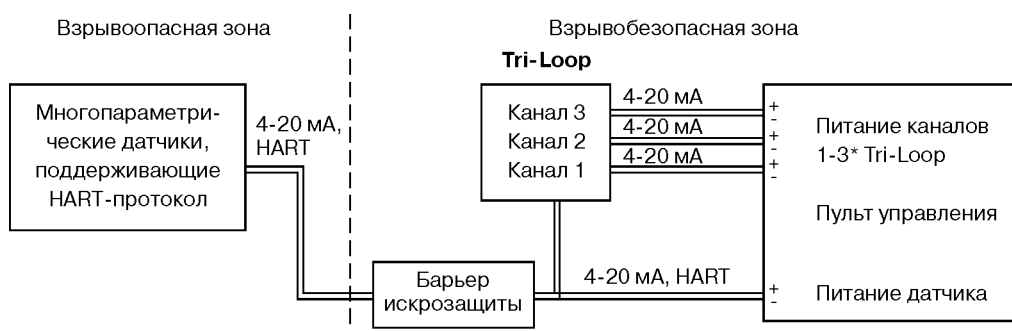 Взрывоопасная зона
Взрывобезопасная зона
Tri-Loop
Многопараметри-
ческие датчики,
поддерживающие
HART-протокол
4-20 мА,
HART
Канал 3
Канал 2
Канал 1
4-20 мА
4-20 мА
4-20 мА
+
-
+
-
+
-
Питание каналов
1-3* Tri-Loop
Пульт управления
Барьер
искрозащиты
4-20 мА, HART
+
-
Питание датчика